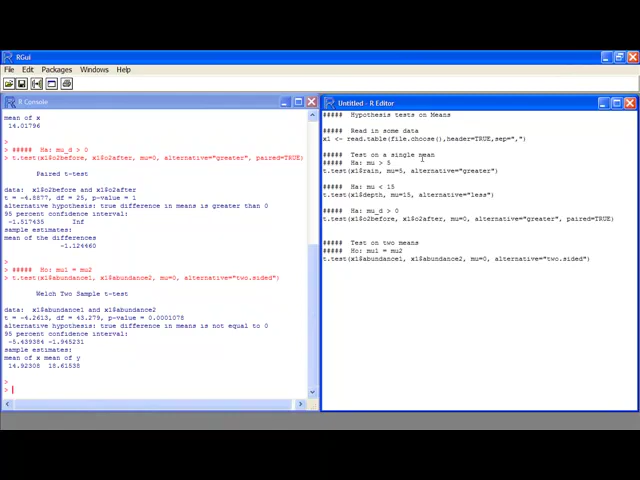 RGui
File Edit Packages Windows Help
R Console
mean of x
14.01796
>
> ##### Ha: mu_d > 0
> t.test(x1$o2before, x1$o2after, mu=0, alternative="greater", paired=TRUE)
Paired t-test
data: x1$o2before and x1$o2after
t = -4.8877, df = 25, p-value = 1
alternative hypothesis: true difference in means is greater than 0
95 percent confidence interval:
-1.517435 Inf
sample estimates:
mean of the differences
-1.124460
>
> ##### Ho: mu1 = mu2
> t.test(x1$abundance1, x1$abundance2, mu=0, alternative="two.sided")
Welch Two Sample t-test
data: x1$abundance1 and x1$abundance2
t = -4.2613, df = 43.279, p-value = 0.0001078
alternative hypothesis: true difference in means is not equal to 0
95 percent confidence interval:
-5.439384 -1.945231
sample estimates:
mean of x mean of y
14.92308 18.61538
>
>
Untitled - R Editor
##### Hypothesis tests on Means
##### Read in some data
x1 <- read.table(file.choose(),header=TRUE,sep=",")
##### Test on a single mean
##### Ha: mu > 5
t.test(x1$rain, mu=5, alternative="greater")
##### Ha: mu < 15
t.test(x1$depth, mu=15, alternative="less")
##### Ha: mu_d > 0
t.test(x1$o2before, x1$o2after, mu=0, alternative="greater", paired=TRUE)
##### Test on two means
##### Ho: mu1 = mu2
t.test(x1$abundance1, x1$abundance2, mu=0, alternative="two.sided")